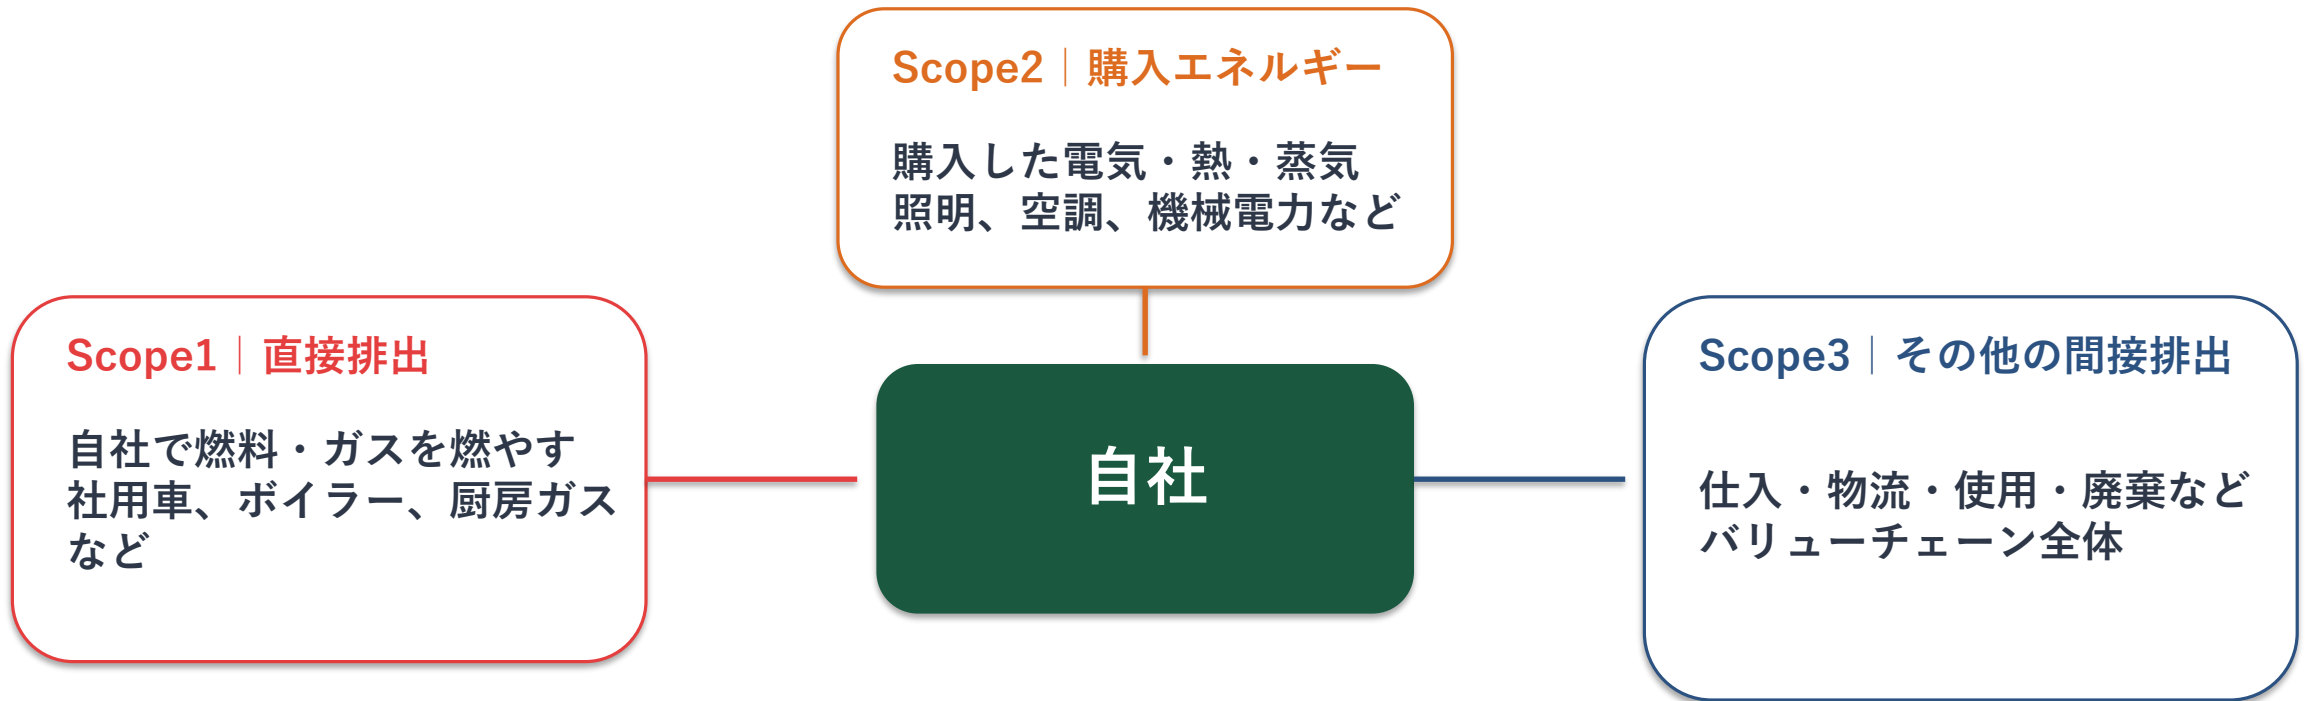 Scope2｜購入エネルギー
購入した電気・熱・蒸気
照明、空調、機械電力など
Scope1｜直接排出
自社で燃料・ガスを燃やす
社用車、ボイラー、厨房ガス
など
自社
Scope3｜その他の間接排出
仕入・物流・使用・廃棄など
バリューチェーン全体